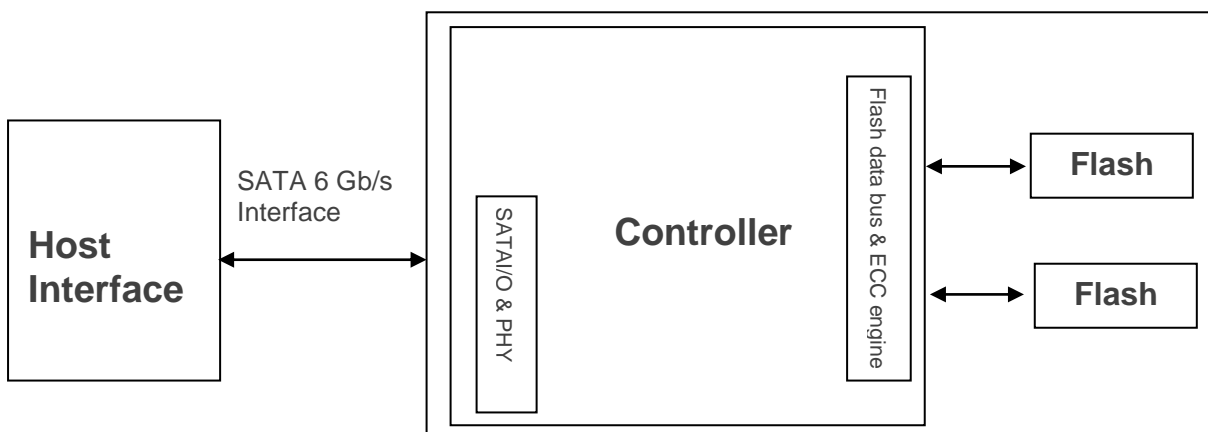 Host
Interface
SATA 6 Gb/s
Interface
SATAI/O & PHY
Controller
Flash data bus & ECC engine
Flash
Flash